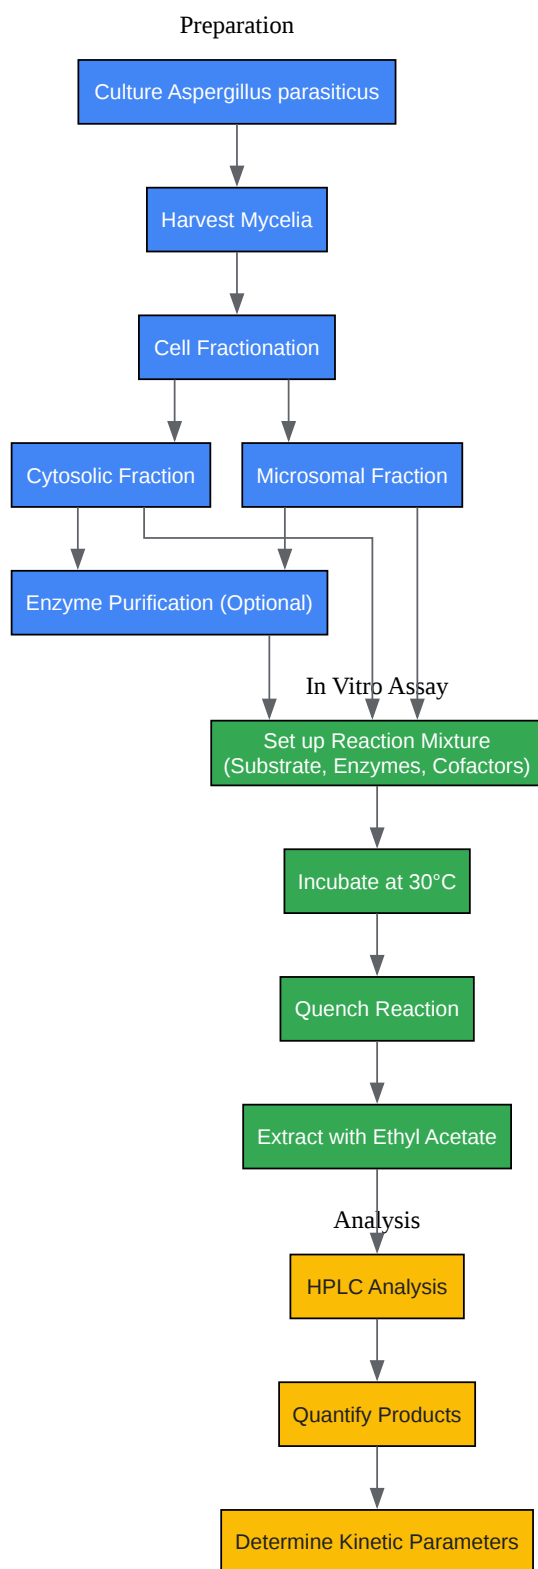 Preparation
Culture Aspergillus parasiticus
Harvest Mycelia
Cell Fractionation
Cytosolic Fraction
Microsomal Fraction
Enzyme Purification (Optional)
In Vitro Assay
Set up Reaction Mixture
(Substrate, Enzymes, Cofactors)
Incubate at 30°C
Quench Reaction
Extract with Ethyl Acetate
Analysis
HPLC Analysis
Quantify Products
Determine Kinetic Parameters